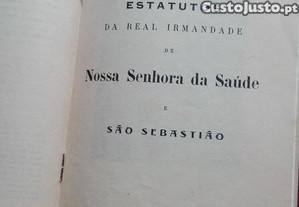 Custojusto.pt
ESTATUT
DA REAL IRMANDADE
DE
Nossa Senhora da Saúde
E
SÃO SEBASTIÃO